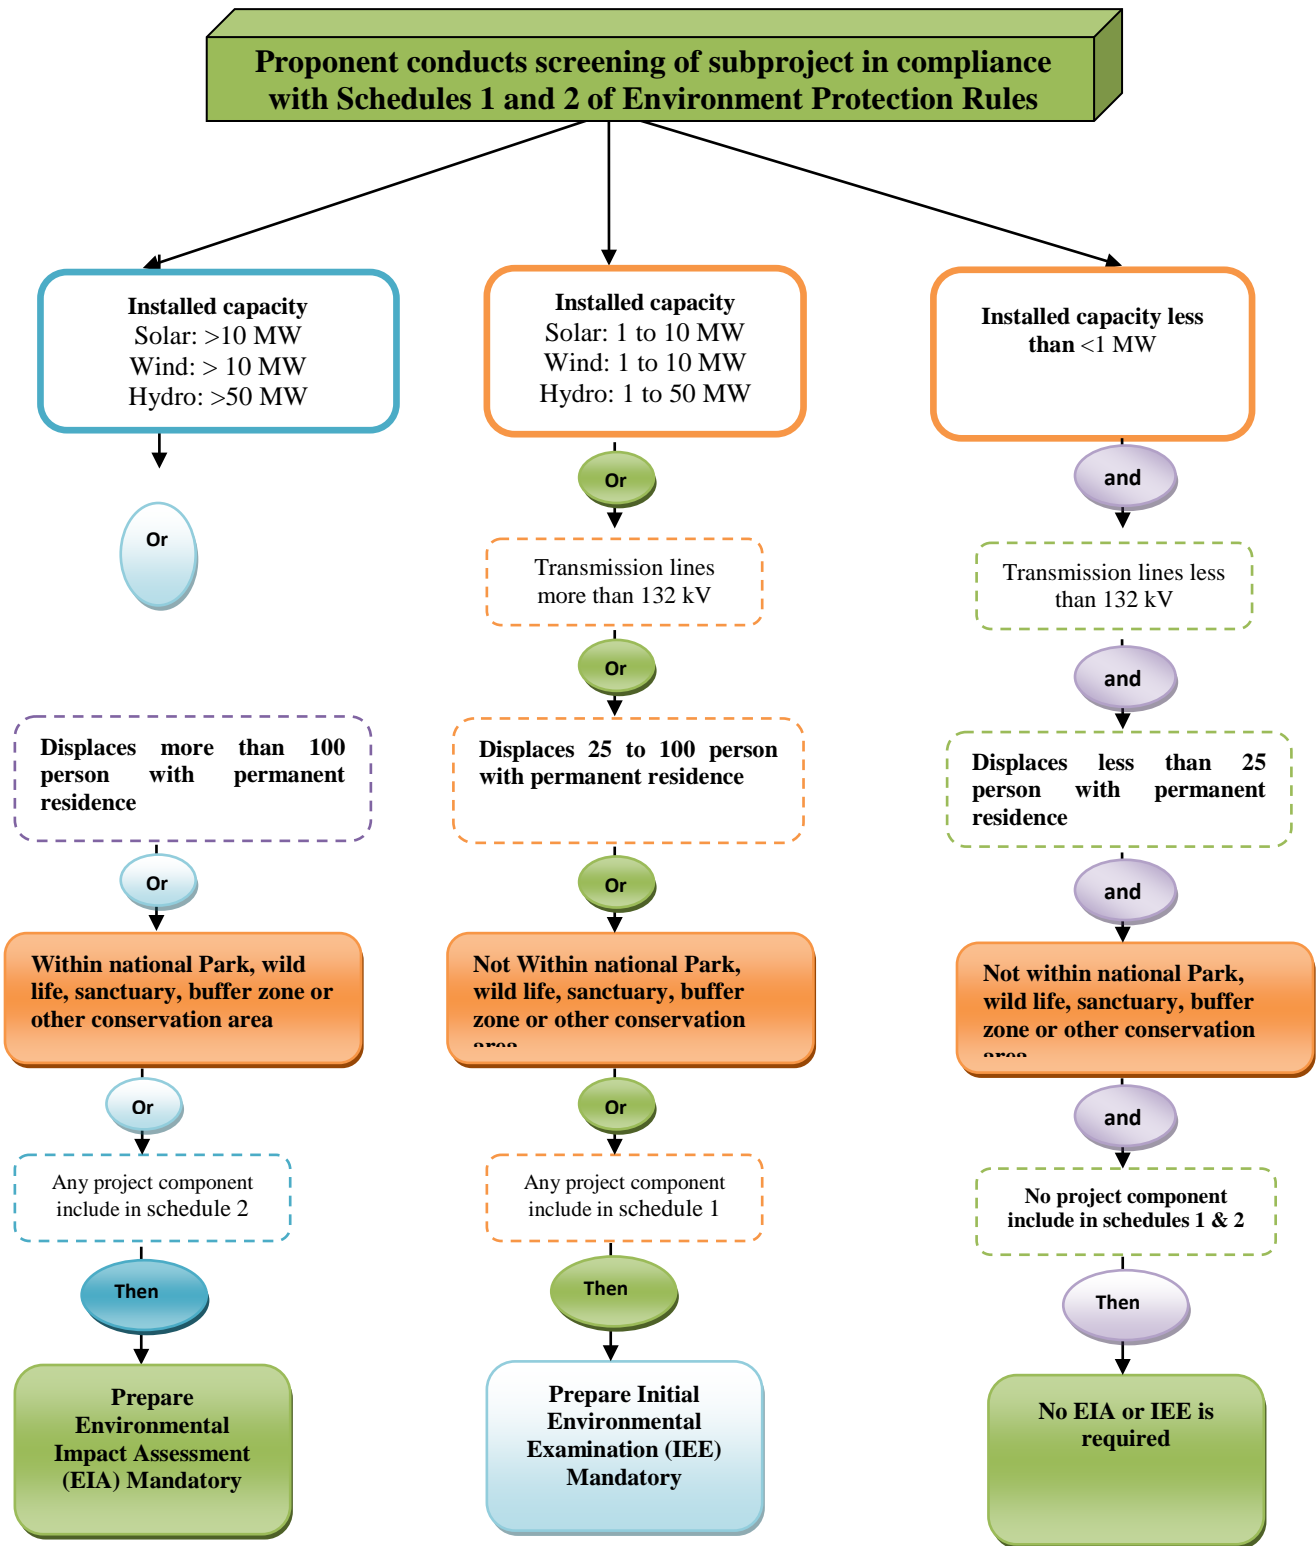 Proponent conducts screening of subproject in compliance
with Schedules 1 and 2 of Environment Protection Rules
Installed capacity
Solar: >10 MW
Wind: > 10 MW
Hydro: >50 MW
Or
Displaces more than 100
person with permanent
residence
Or
Within national Park, wild
life, sanctuary, buffer zone or
other conservation area
Or
Any project component
include in schedule 2
Then
Prepare
Environmental
Impact Assessment
(EIA) Mandatory
Installed capacity
Solar: 1 to 10 MW
Wind: 1 to 10 MW
Hydro: 1 to 50 MW
Or
Transmission lines
more than 132 kV
Or
Displaces 25 to 100 person
with permanent residence
Or
Not Within national Park,
wild life, sanctuary, buffer
zone or other conservation
area
Or
Any project component
include in schedule 1
Then
Prepare Initial
Environmental
Examination (IEE)
Mandatory
Installed capacity less
than <1 MW
and
Transmission lines less
than 132 kV
and
Displaces less than 25
person with permanent
residence
and
Not within national Park,
wild life, sanctuary, buffer
zone or other conservation
area
and
No project component
include in schedules 1 & 2
Then
No EIA or IEE is
required